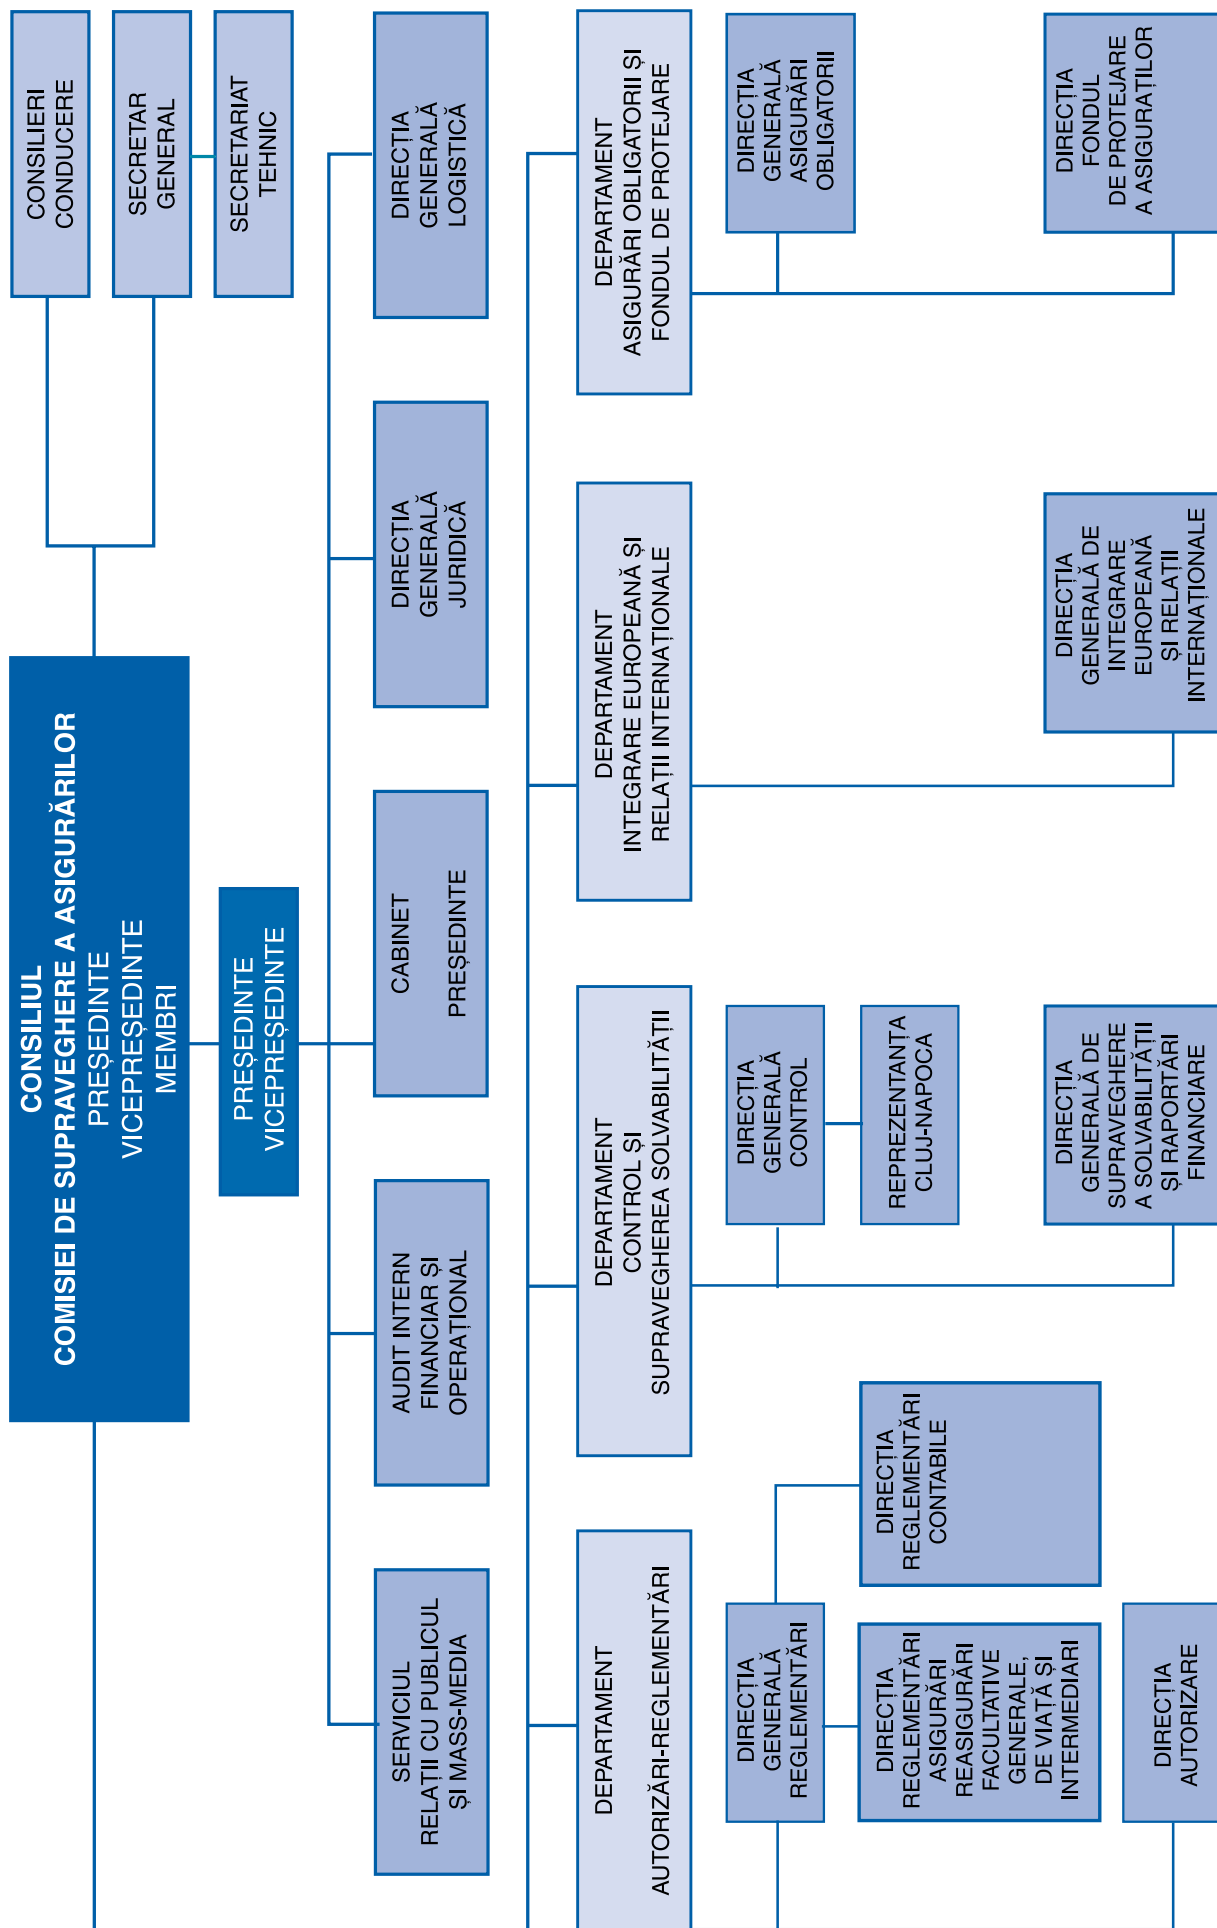 CONSILIUL
COMISIEI DE SUPRAVEGHERE A ASIGURĂRILOR
PREȘEDINTE
VICEPREȘEDINTE
MEMBRI
CONSILIERI
CONDUCERE
SECRETAR
GENERAL
SECRETARIAT
TEHNIC
PREȘEDINTE
VICEPREȘEDINTE
SERVICIUL
RELAȚII CU PUBLICUL
ȘI MASS-MEDIA
AUDIT INTERN
FINANCIAR ȘI
OPERAȚIONAL
CABINET
PREȘEDINTE
DIRECȚIA
GENERALĂ
JURIDICĂ
DIRECȚIA
GENERALĂ
LOGISTICĂ
DEPARTAMENT
AUTORIZĂRI-REGLEMENTĂRI
DEPARTAMENT
CONTROL ȘI
SUPRAVEGHEREA SOLVABILITĂȚII
DEPARTAMENT
INTEGRARE EUROPEANĂ ȘI
RELAȚII INTERNAȚIONALE
DEPARTAMENT
ASIGURĂRI OBLIGATORII ȘI
FONDUL DE PROTEJARE
DIRECȚIA
GENERALĂ
REGLEMENTĂRI
DIRECȚIA
REGLEMENTĂRI
CONTABILE
DIRECȚIA
REGLEMENTĂRI
ASIGURĂRI
REASIGURĂRI
FACULTATIVE
GENERALE,
DE VIAȚĂ ȘI
INTERMEDIARI
DIRECȚIA
AUTORIZARE
DIRECȚIA
GENERALĂ
CONTROL
REPREZENTANȚA
CLUJ-NAPOCA
DIRECȚIA
GENERALĂ DE
SUPRAVEGHERE
A SOLVABILITĂȚII
ȘI RAPORTĂRI
FINANCIARE
DIRECȚIA
GENERALĂ DE
INTEGRARE
EUROPEANĂ
ȘI RELAȚII
INTERNAȚIONALE
DIRECȚIA
GENERALĂ
ASIGURĂRI
OBLIGATORII
DIRECȚIA
FONDUL
DE PROTEJARE
A ASIGURAȚILOR